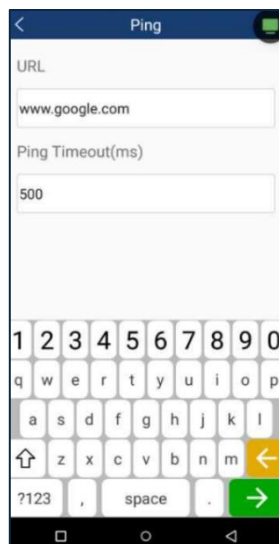 Ping
URL
www.google.com
Ping Timeout(ms)
500
1 2 3 4 5 6 7 8 9 0
q w e r t y u i o p
a s d f g h j k l
z x c v b n m
?123 , space .